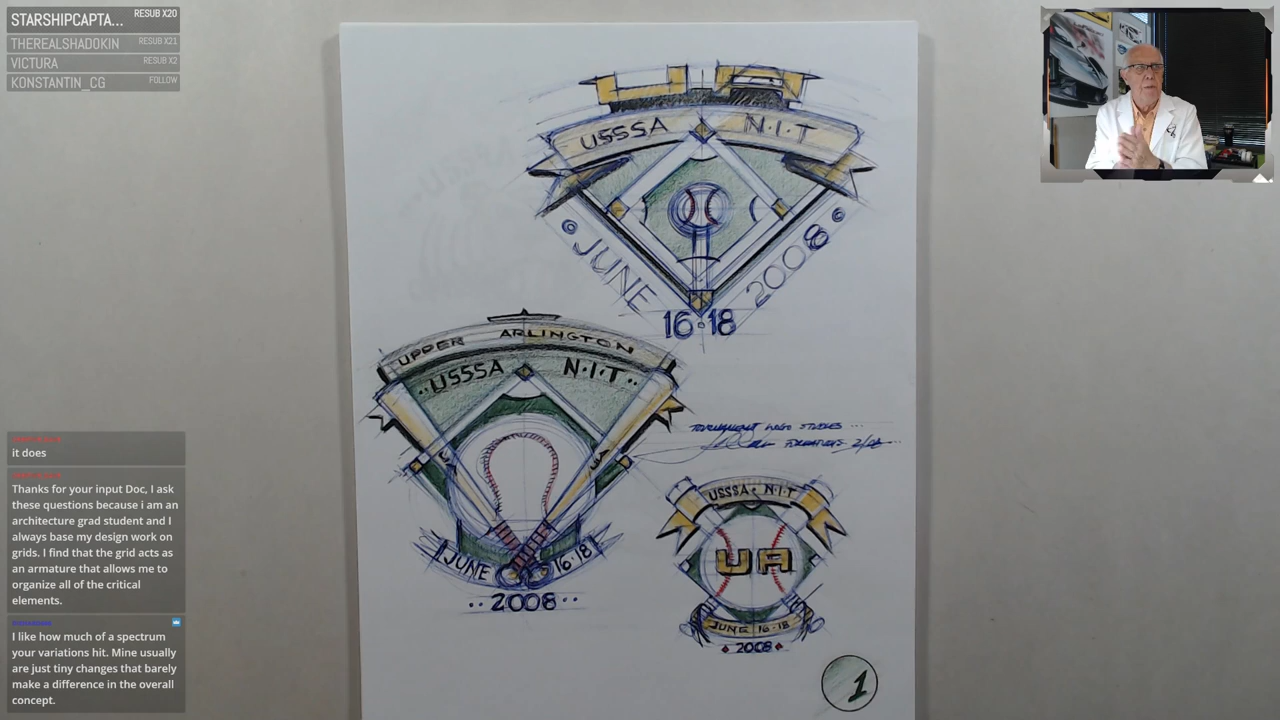 STARSHIPCAPTA... RESUB X20
THEREALSHADOKIN RESUB X21
VICTURA RESUB X2
KONSTANTIN_CG FOLLOW
USSSA N·I·T
JUNE 2008
16·18
UPPER ARLINGTON
··USSSA N·I·T··
JUNE 16·18
··2008··
TOURNAMENT LOGO STUDIES ...
USSSA·N·I·T
UA
JUNE 16-18
2008
1
it does
Thanks for your input Doc, I ask
these questions because i am an
architecture grad student and I
always base my design work on
grids. I find that the grid acts as
an armature that allows me to
organize all of the critical
elements.
I like how much of a spectrum
your variations hit. Mine usually
are just tiny changes that barely
make a difference in the overall
concept.